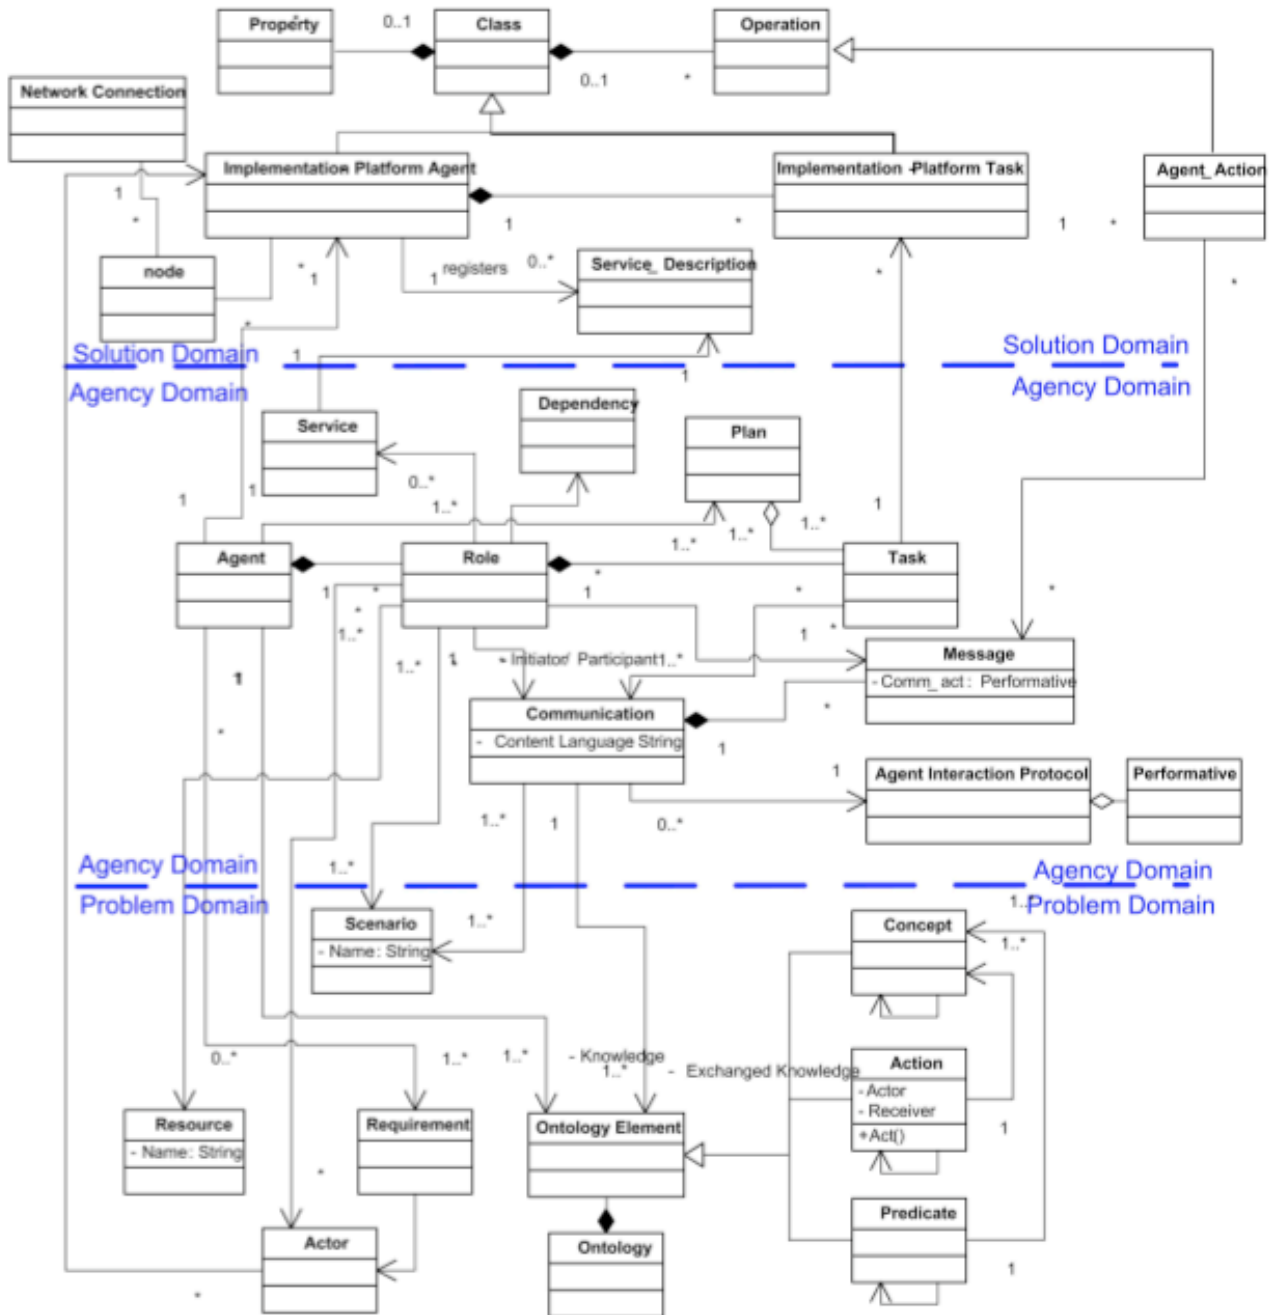 Property
0..1
Class
Operation
0..1
*
Network Connection
Implementation Platform Agent
Implementation Platform Task
Agent_Action
1
*
1
*
1
*
node
*
1
1
registers
0..*
Service_Description
*
*
*
Solution Domain
1
Solution Domain
Agency Domain
1
Agency Domain
Service
Dependency
Plan
0..*
1
1
1..*
1..*
1..*
1..*
1
Agent
Role
Task
1
*
*
1
*
*
*
1..*
1..*
1
1
*
- Initiator/ Participant
1..*
Message
- Comm_act : Performative
1
*
Communication
- Content Language String
*
1
1
Agent Interaction Protocol
Performative
1..*
1
0..*
Agency Domain
1..*
Agency Domain
Problem Domain
1..*
Problem Domain
Scenario
- Name : String
1..*
Concept
1..*
0..*
1..*
1..*
- Knowledge
1..*
- Exchanged Knowledge
Action
- Actor
- Receiver
+Act()
1
Resource
- Name : String
Requirement
Ontology Element
*
Predicate
Actor
Ontology
1
*